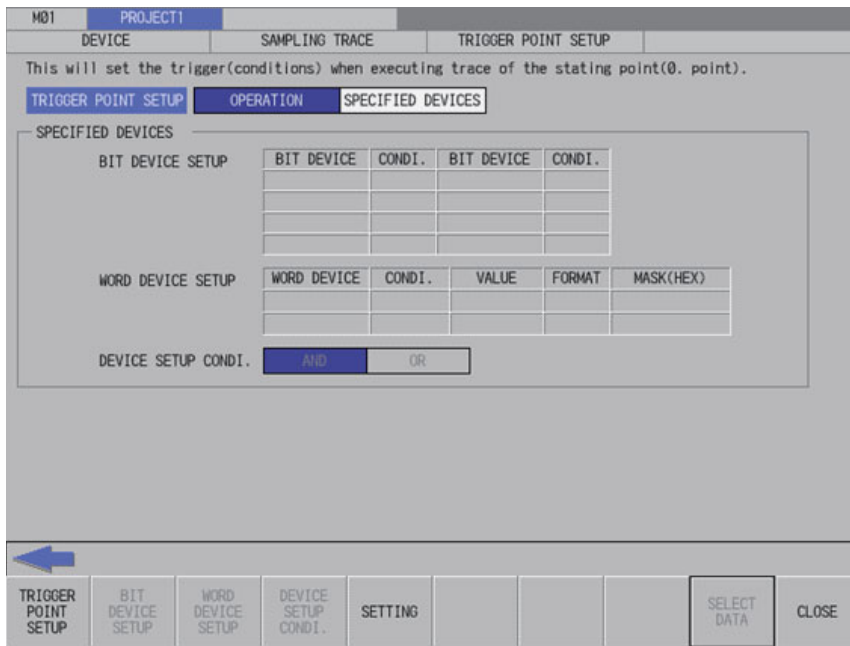 MØ1 PROJECT1
DEVICE SAMPLING TRACE TRIGGER POINT SETUP
This will set the trigger(conditions) when executing trace of the stating point(0. point).
TRIGGER POINT SETUP OPERATION SPECIFIED DEVICES
SPECIFIED DEVICES
BIT DEVICE SETUP BIT DEVICE CONDI. BIT DEVICE CONDI.
WORD DEVICE SETUP WORD DEVICE CONDI. VALUE FORMAT MASK(HEX)
DEVICE SETUP CONDI. AND OR
TRIGGER POINT SETUP
BIT DEVICE SETUP
WORD DEVICE SETUP
DEVICE SETUP CONDI.
SETTING
SELECT DATA
CLOSE